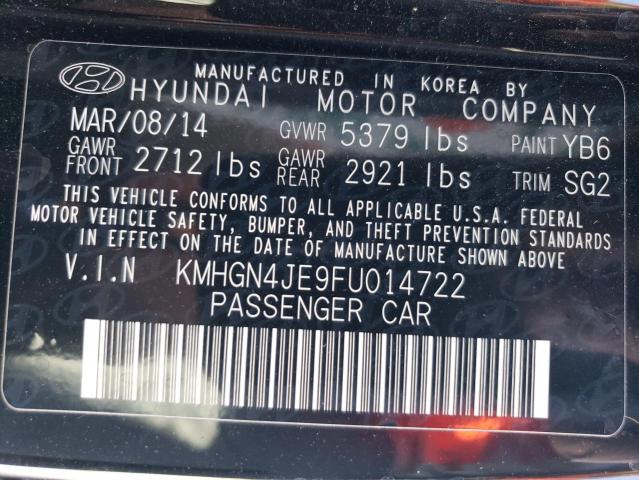 MANUFACTURED IN KOREA BY
HYUNDAI MOTOR COMPANY
MAR/08/14 GVWR 5379 lbs PAINT YB6
GAWR FRONT 2712 lbs GAWR REAR 2921 lbs TRIM SG2
THIS VEHICLE CONFORMS TO ALL APPLICABLE U.S.A. FEDERAL
MOTOR VEHICLE SAFETY, BUMPER, AND THEFT PREVENTION STANDARDS
IN EFFECT ON THE DATE OF MANUFACTURE SHOWN ABOVE.
V.I.N KMHGN4JE9FU014722
PASSENGER CAR